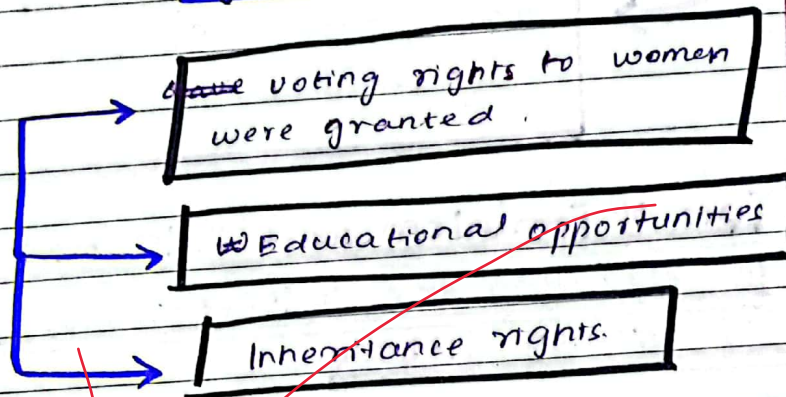 voting rights to women
were granted.
Educational opportunities
Inheritance rights.